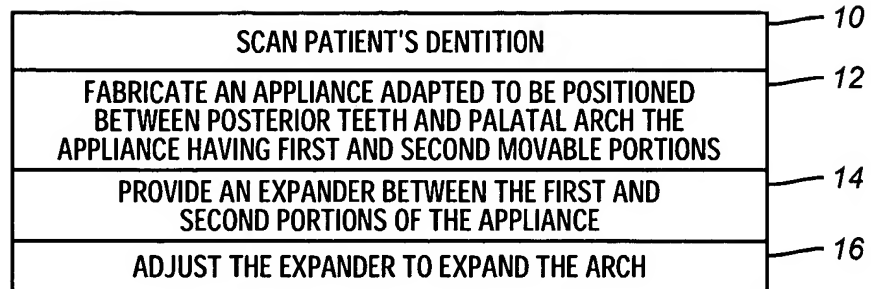 SCAN PATIENT'S DENTITION
10
FABRICATE AN APPLIANCE ADAPTED TO BE POSITIONED
BETWEEN POSTERIOR TEETH AND PALATAL ARCH THE
APPLIANCE HAVING FIRST AND SECOND MOVABLE PORTIONS
12
PROVIDE AN EXPANDER BETWEEN THE FIRST AND
SECOND PORTIONS OF THE APPLIANCE
14
ADJUST THE EXPANDER TO EXPAND THE ARCH
16